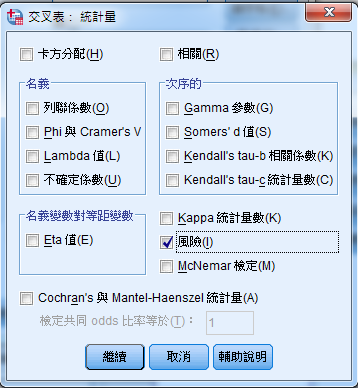 交叉表： 統計量
卡方分配(H)
相關(R)
名義
列聯係數(O)
Phi 與 Cramer's V
Lambda 值(L)
不確定係數(U)
次序的
Gamma 參數(G)
Somers' d 值(S)
Kendall's tau-b 相關係數(K)
Kendall's tau-c 統計量數(C)
名義變數對等距變數
Eta 值(E)
Kappa 統計量數(K)
風險(I)
McNemar 檢定(M)
Cochran's 與 Mantel-Haenszel 統計量(A)
檢定共同 odds 比率等於(T)：
1
繼續
取消
輔助說明